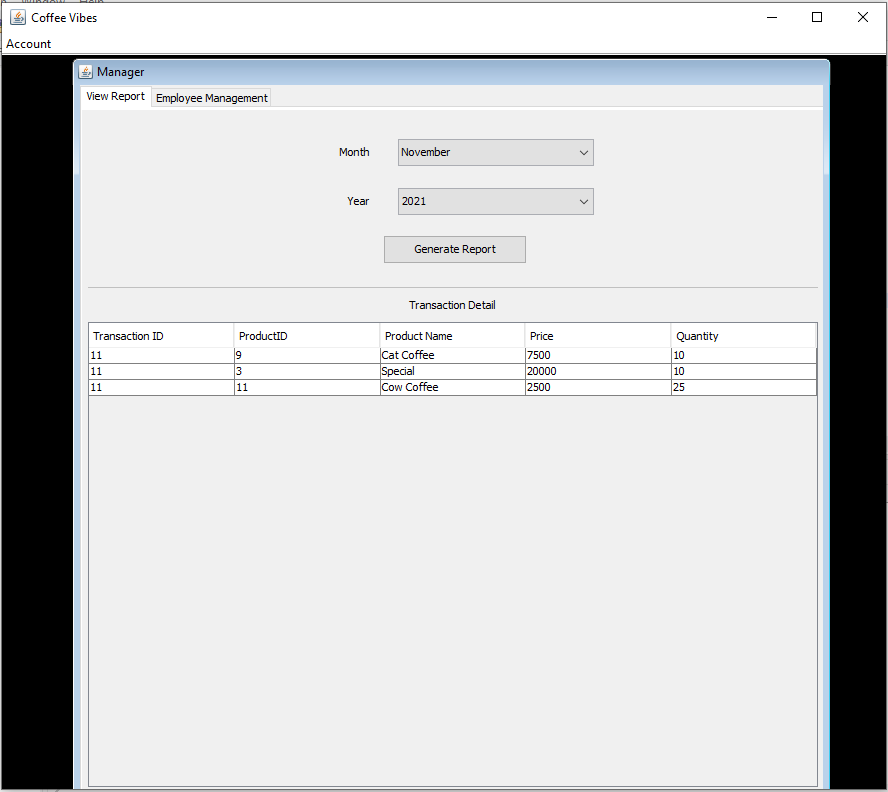 Coffee Vibes
Account
Manager
View Report Employee Management
Month November
Year 2021
Generate Report
Transaction Detail
Transaction ID ProductID Product Name Price Quantity
11 9 Cat Coffee 7500 10
11 3 Special 20000 10
11 11 Cow Coffee 2500 25